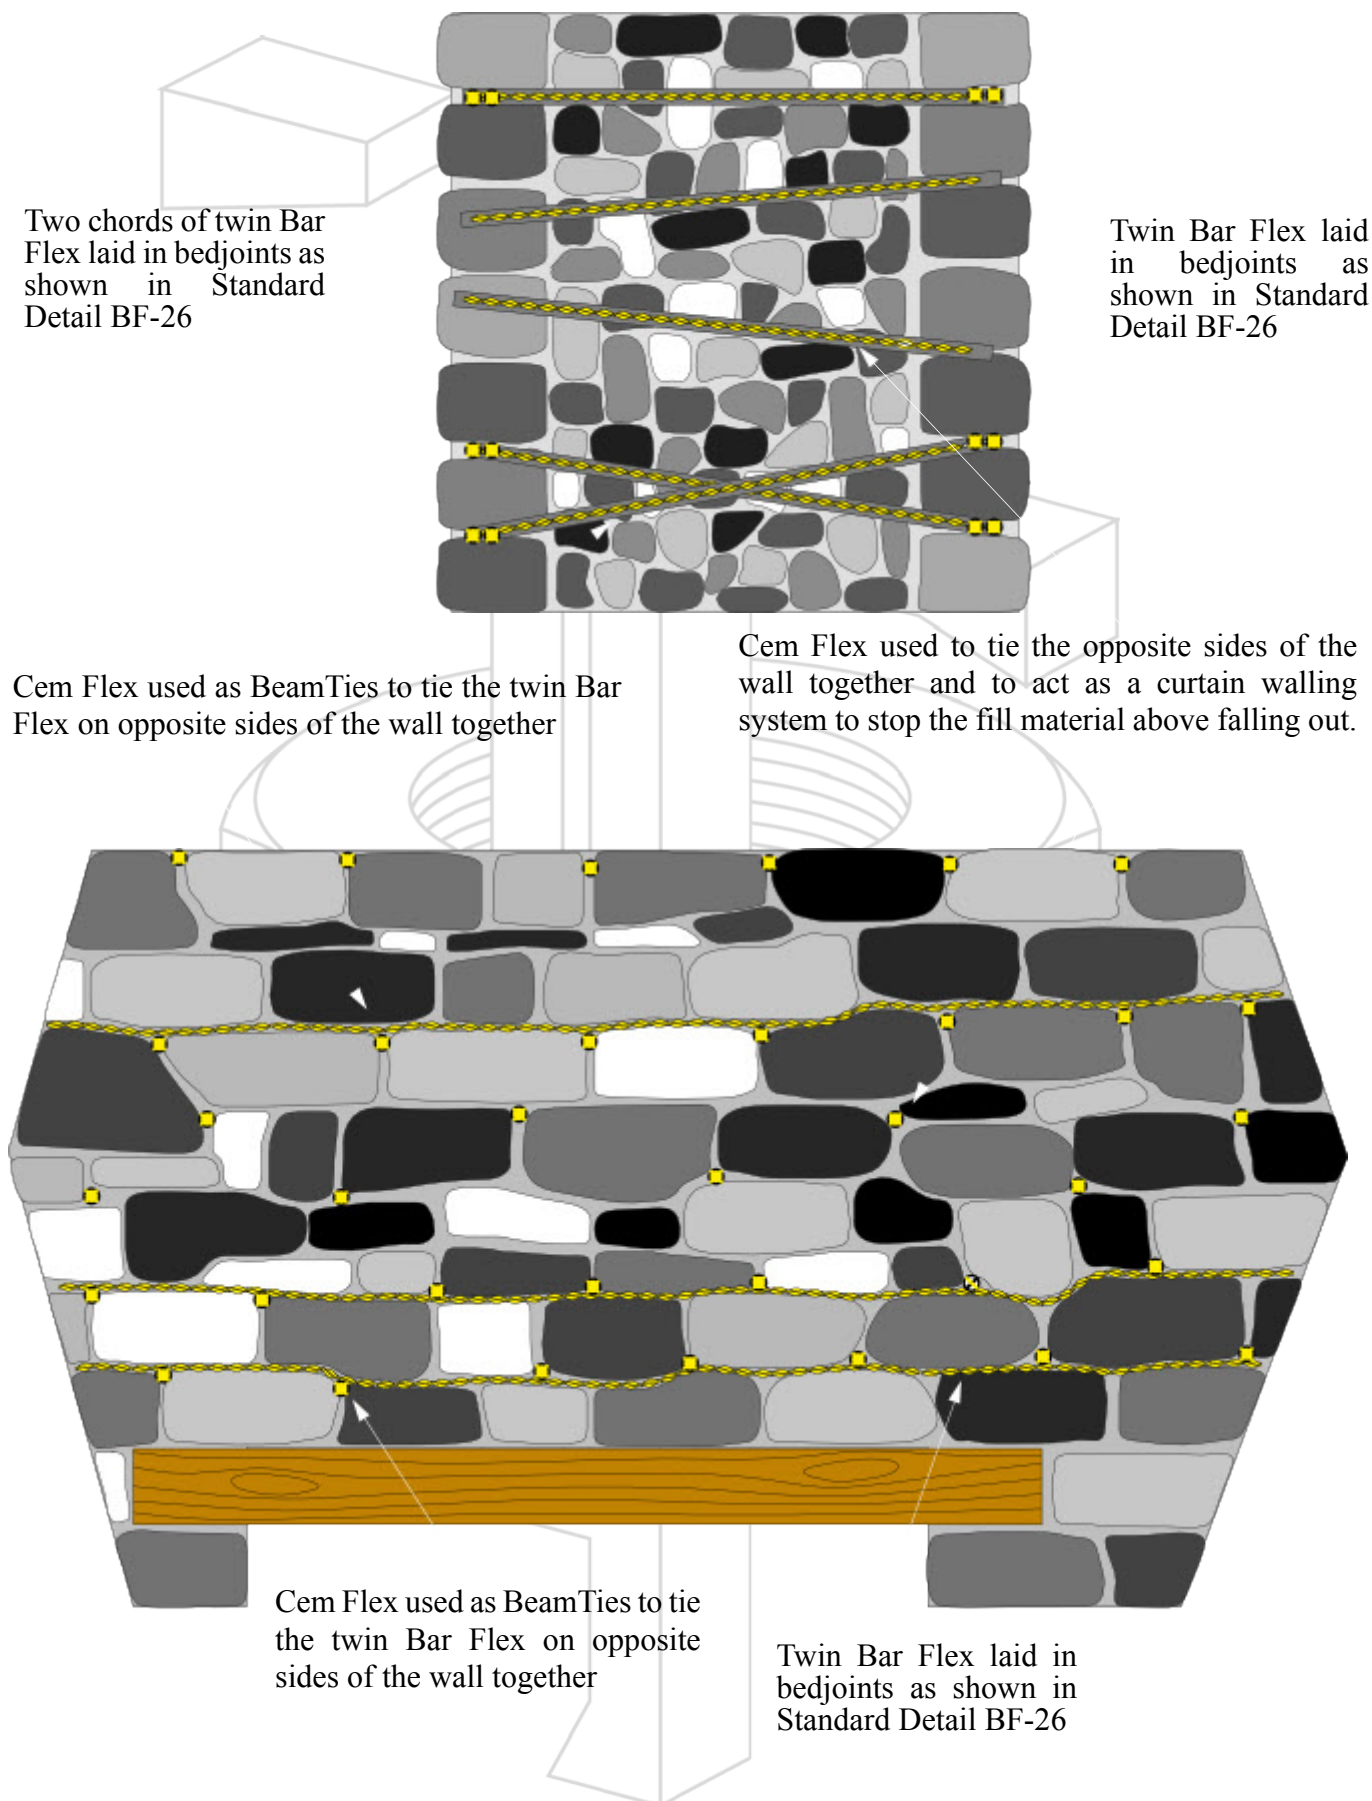 Two chords of twin Bar
Flex laid in bedjoints as
shown in Standard
Detail BF-26
Twin Bar Flex laid
in bedjoints as
shown in Standard
Detail BF-26
Cem Flex used as BeamTies to tie the twin Bar
Flex on opposite sides of the wall together
Cem Flex used to tie the opposite sides of the
wall together and to act as a curtain walling
system to stop the fill material above falling out.
Cem Flex used as BeamTies to tie
the twin Bar Flex on opposite
sides of the wall together
Twin Bar Flex laid in
bedjoints as shown in
Standard Detail BF-26